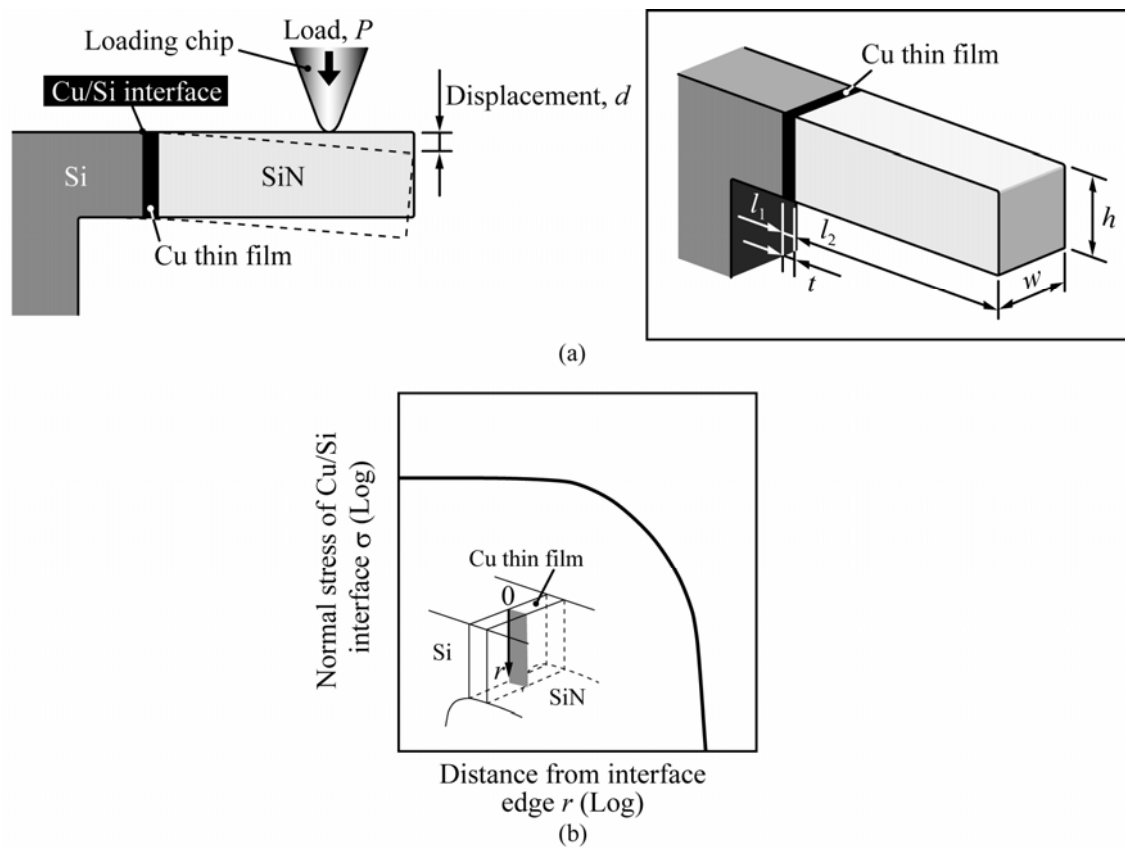 Load, P
Loading chip
Cu/Si interface
Displacement, d
Si
SiN
Cu thin film
Cu thin film
l1
l2
t
w
h
(a)
Normal stress of Cu/Si
interface σ (Log)
Cu thin film
0
Si
r
SiN
Distance from interface
edge r (Log)
(b)